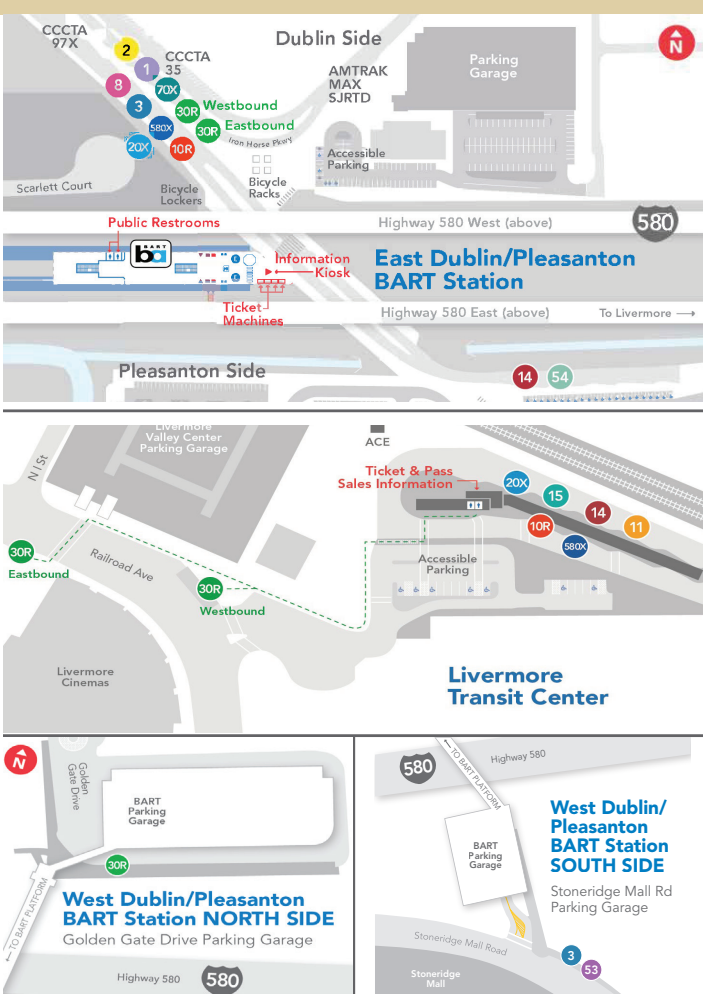 CCCTA
97X
2
1
CCCTA
35
8
70X
3
30R Westbound
580X
30R Eastbound
20X
10R
Iron Horse Pkwy
Dublin Side
AMTRAK
MAX
SJRTD
Parking
Garage
N
Accessible
Parking
Scarlett Court
Bicycle
Lockers
Bicycle
Racks
Public Restrooms
Highway 580 West (above)
580
BART
ba
Information
Kiosk
East Dublin/Pleasanton
BART Station
Ticket
Machines
Highway 580 East (above)
To Livermore
Pleasanton Side
14
54
Livermore
Valley Center
Parking Garage
N I St
ACE
Ticket & Pass
Sales Information
20X
15
14
11
10R
580X
30R
Eastbound
Railroad Ave
30R
Westbound
Accessible
Parking
Livermore
Cinemas
Livermore
Transit Center
N
Golden
Gate Drive
BART
Parking
Garage
30R
TO BART PLATFORM
West Dublin/Pleasanton
BART Station NORTH SIDE
Golden Gate Drive Parking Garage
Highway 580
580
580
TO BART PLATFORM
Highway 580
BART
Parking
Garage
West Dublin/
Pleasanton
BART Station
SOUTH SIDE
Stoneridge Mall Rd
Parking Garage
Stoneridge Mall Road
Stoneridge
Mall
3
53